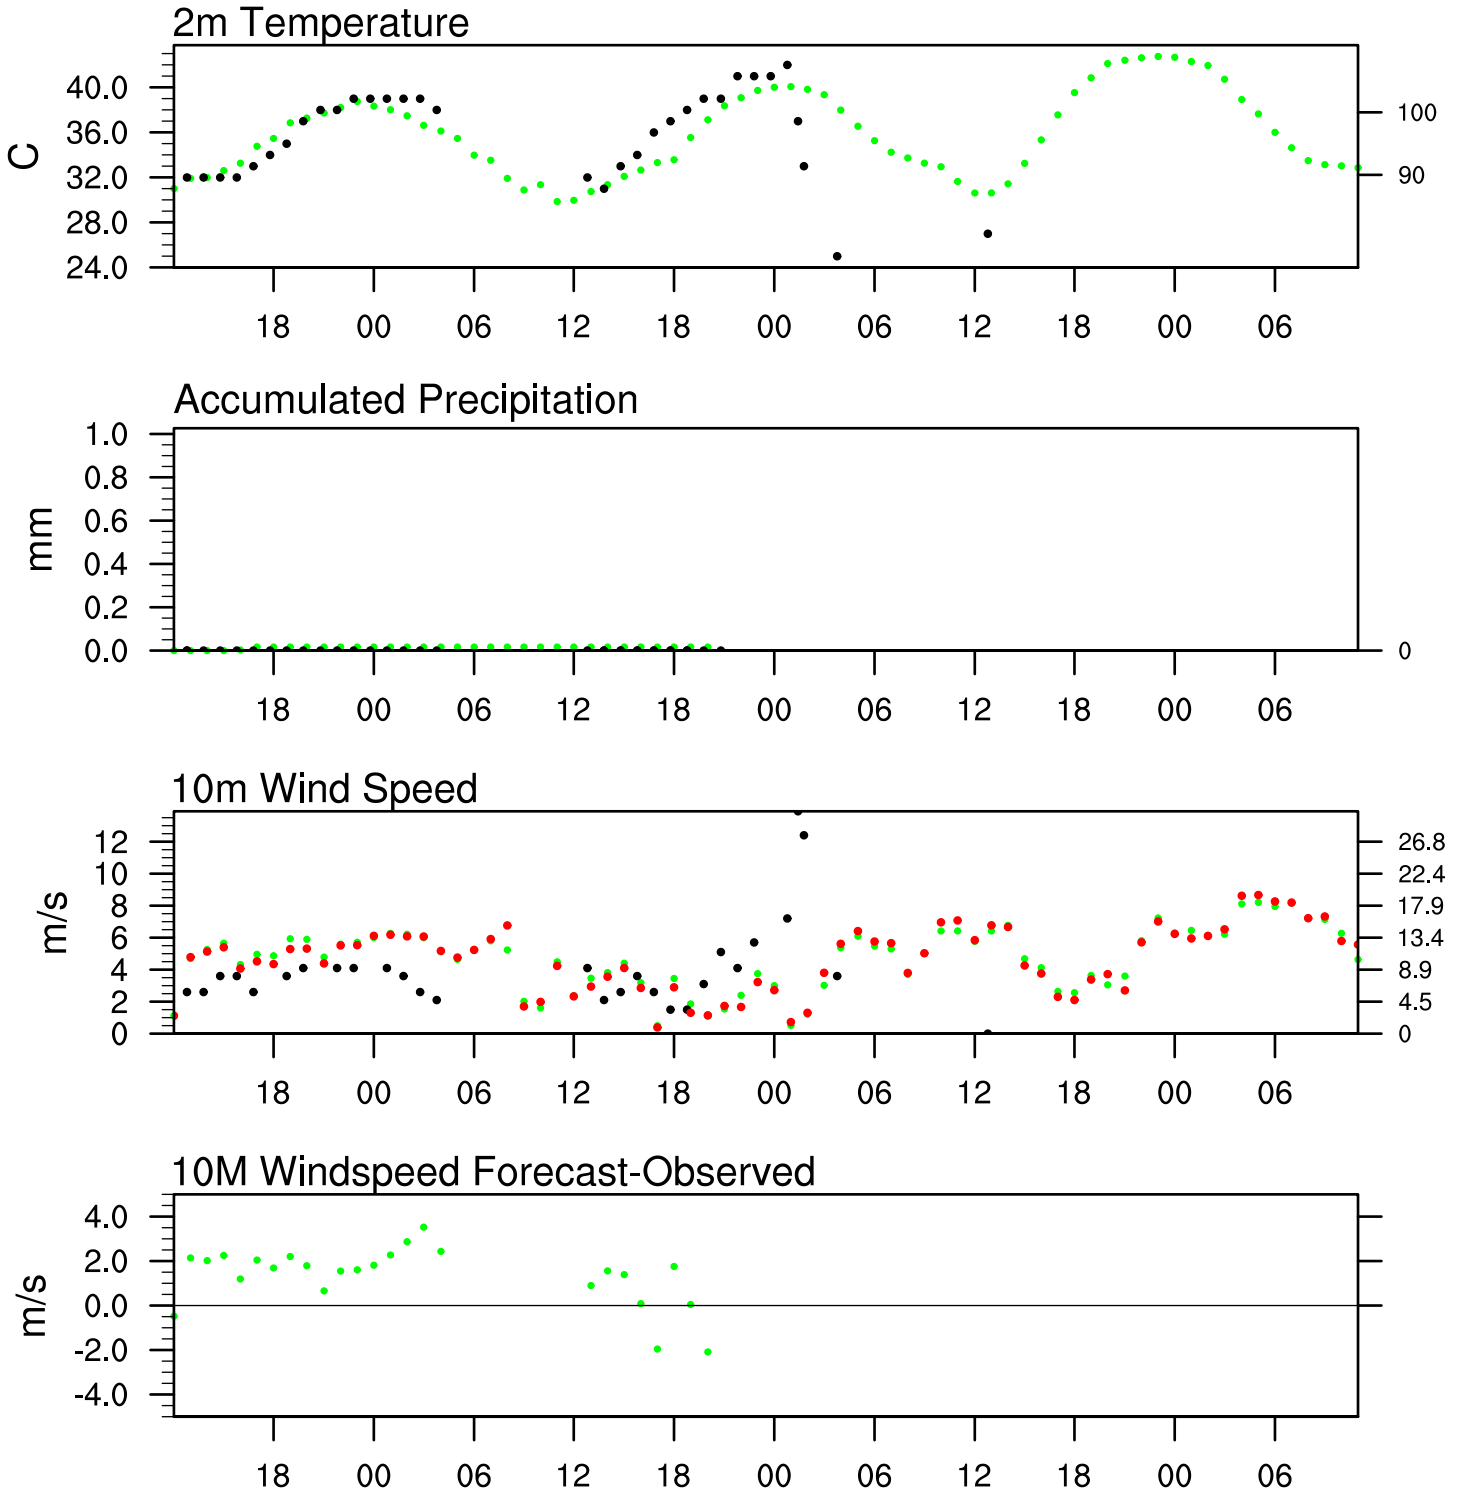 2m Temperature
C
40.0
36.0
32.0
28.0
24.0
100
90
18 00 06 12 18 00 06 12 18 00 06
Accumulated Precipitation
mm
1.0
0.8
0.6
0.4
0.2
0.0
0
18 00 06 12 18 00 06 12 18 00 06
10m Wind Speed
m/s
12
10
8
6
4
2
0
26.8
22.4
17.9
13.4
8.9
4.5
0
18 00 06 12 18 00 06 12 18 00 06
10M Windspeed Forecast-Observed
m/s
4.0
2.0
0.0
-2.0
-4.0
18 00 06 12 18 00 06 12 18 00 06